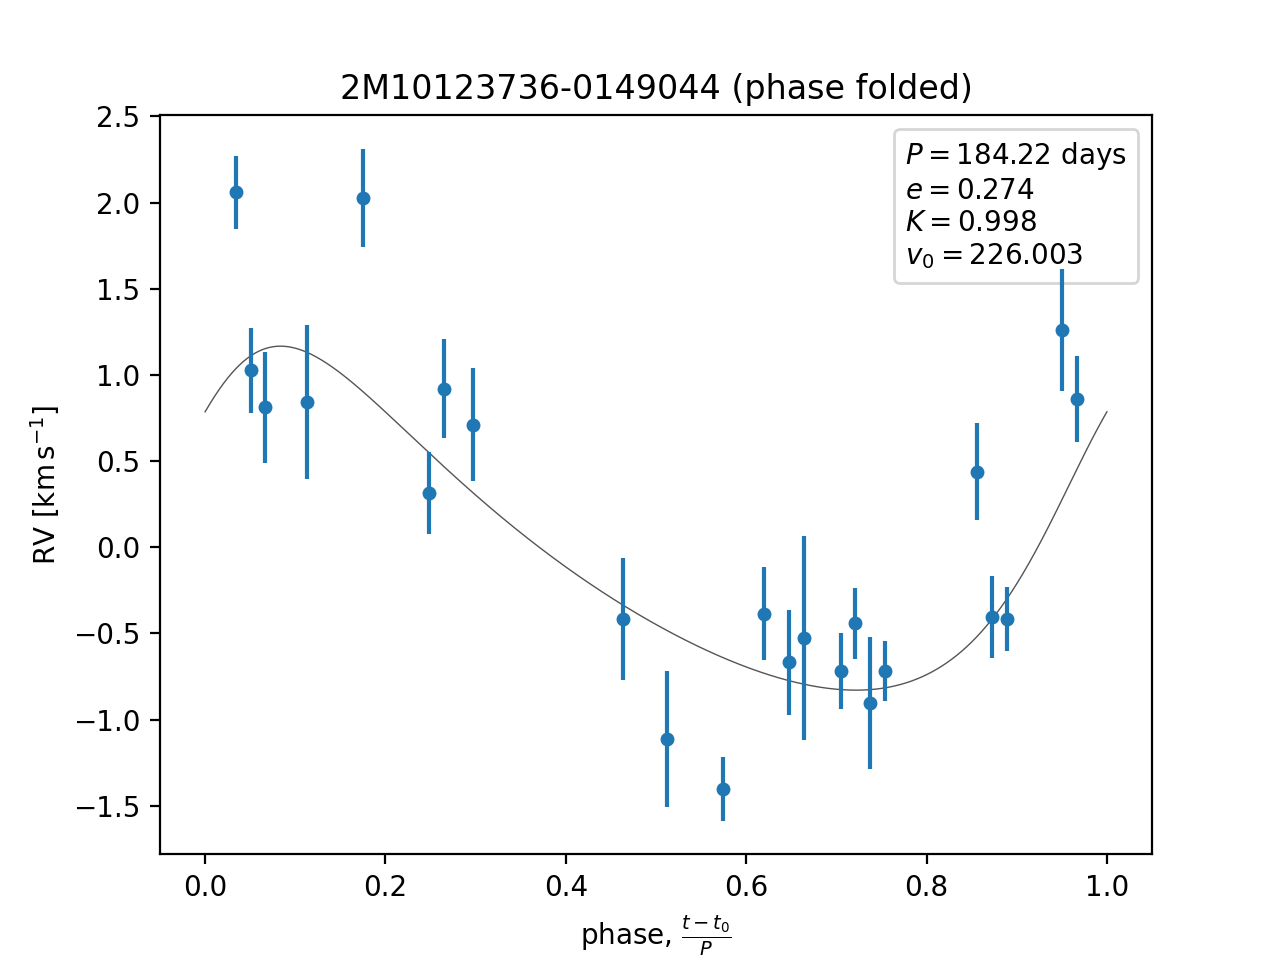 2M10123736-0149044 (phase folded)
P = 184.22 days
e = 0.274
K = 0.998
v₀ = 226.003
RV [km s⁻¹]
2.5
2.0
1.5
1.0
0.5
0.0
−0.5
−1.0
−1.5
0.0 0.2 0.4 0.6 0.8 1.0
phase, (t − t₀)/P